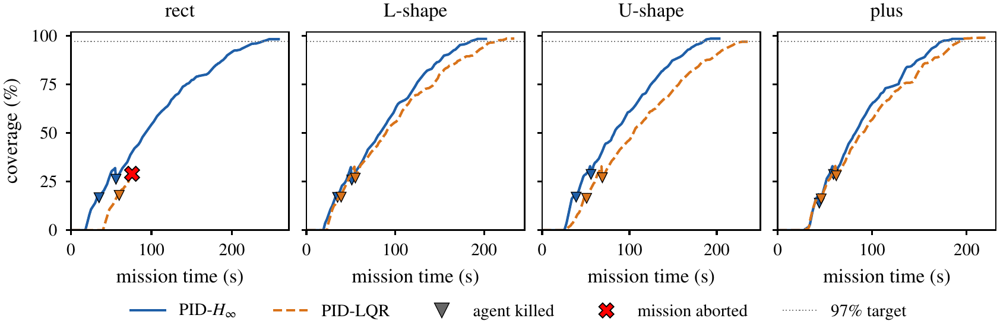 rect L-shape U-shape plus
coverage (%)
100
75
50
25
0
0 100 200 0 100 200 0 100 200 0 100 200
mission time (s) mission time (s) mission time (s) mission time (s)
PID-H∞ PID-LQR agent killed mission aborted 97% target